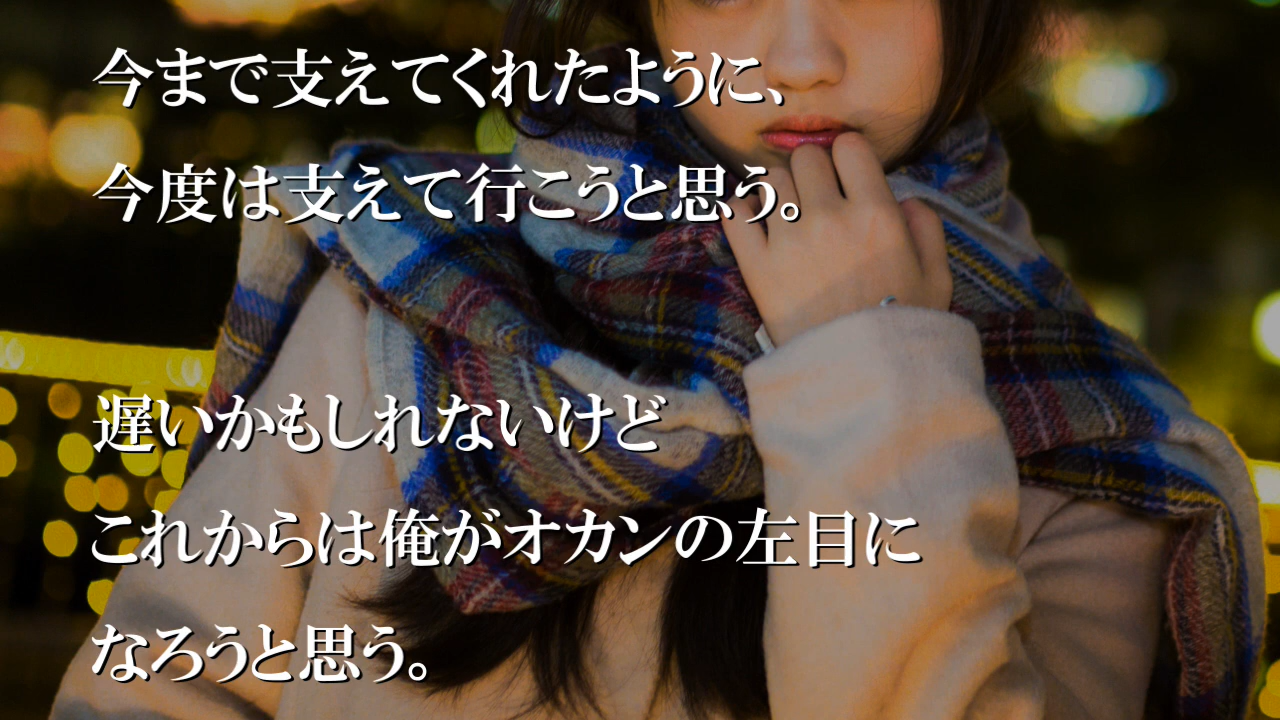 今まで支えてくれたように、
今度は支えて行こうと思う。
遅いかもしれないけど
これからは俺がオカンの左目に
なろうと思う。